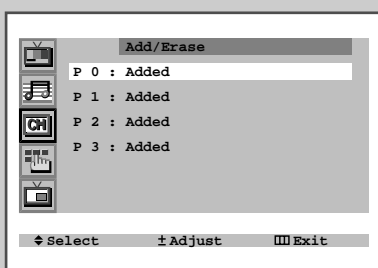 Add/Erase
P 0 : Added
P 1 : Added
CH
P 2 : Added
P 3 : Added
Select ± Adjust Exit